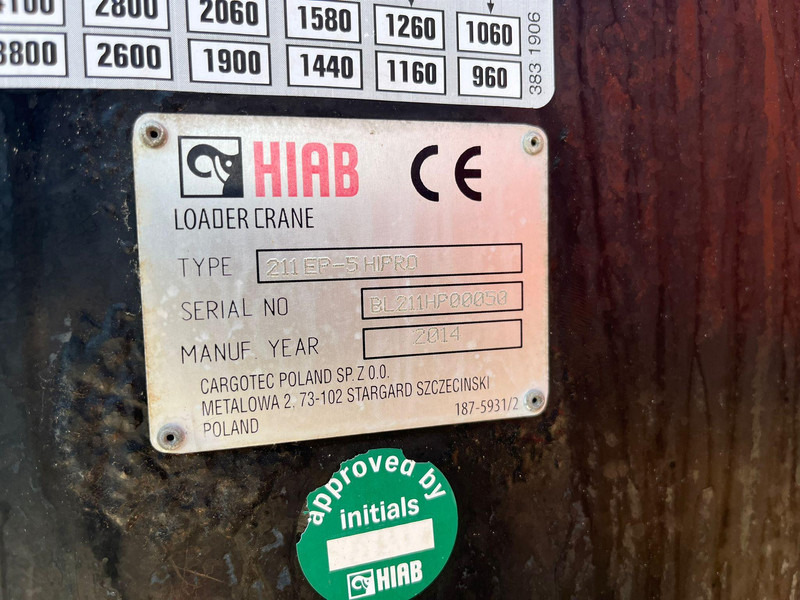 4100 2800 2060 1580 1260 1060
3800 2600 1900 1440 1160 960
383 1906
HIAB CE
LOADER CRANE
TYPE 211 EP-5 HIPRO
SERIAL NO BL211HP00050
MANUF. YEAR 2014
CARGOTEC POLAND SP. Z O.O.
METALOWA 2. 73-102 STARGARD SZCZECINSKI
POLAND
187-5931/2
approved by
initials
HIAB